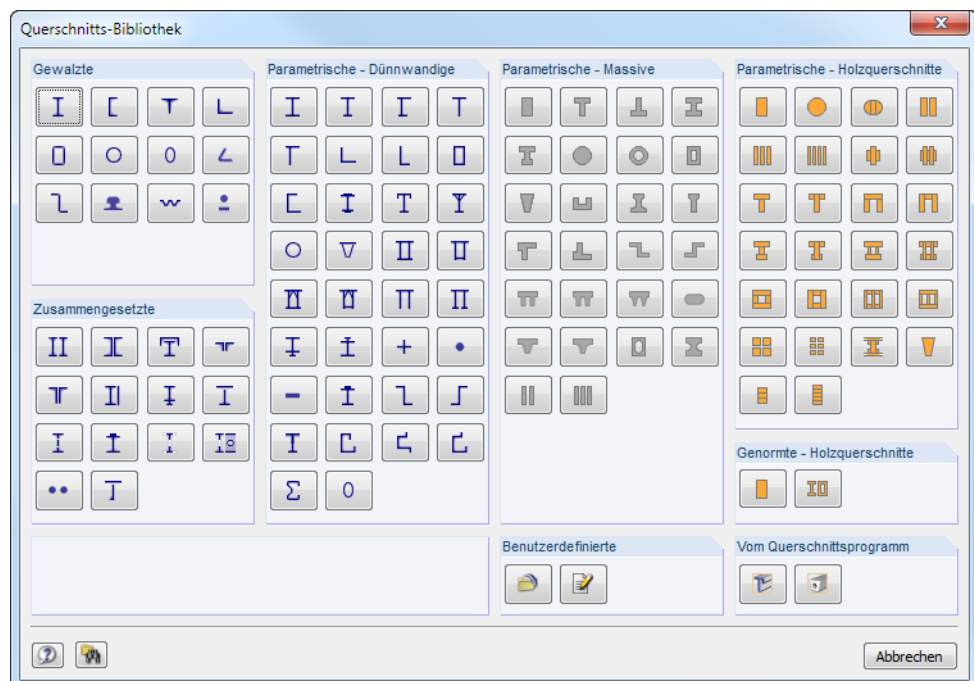 Querschnitts-Bibliothek
Gewalzte
Parametrische - Dünnwandige
Parametrische - Massive
Parametrische - Holzquerschnitte
Zusammengesetzte
Genormte - Holzquerschnitte
Benutzerdefinierte
Vom Querschnittsprogramm
Abbrechen